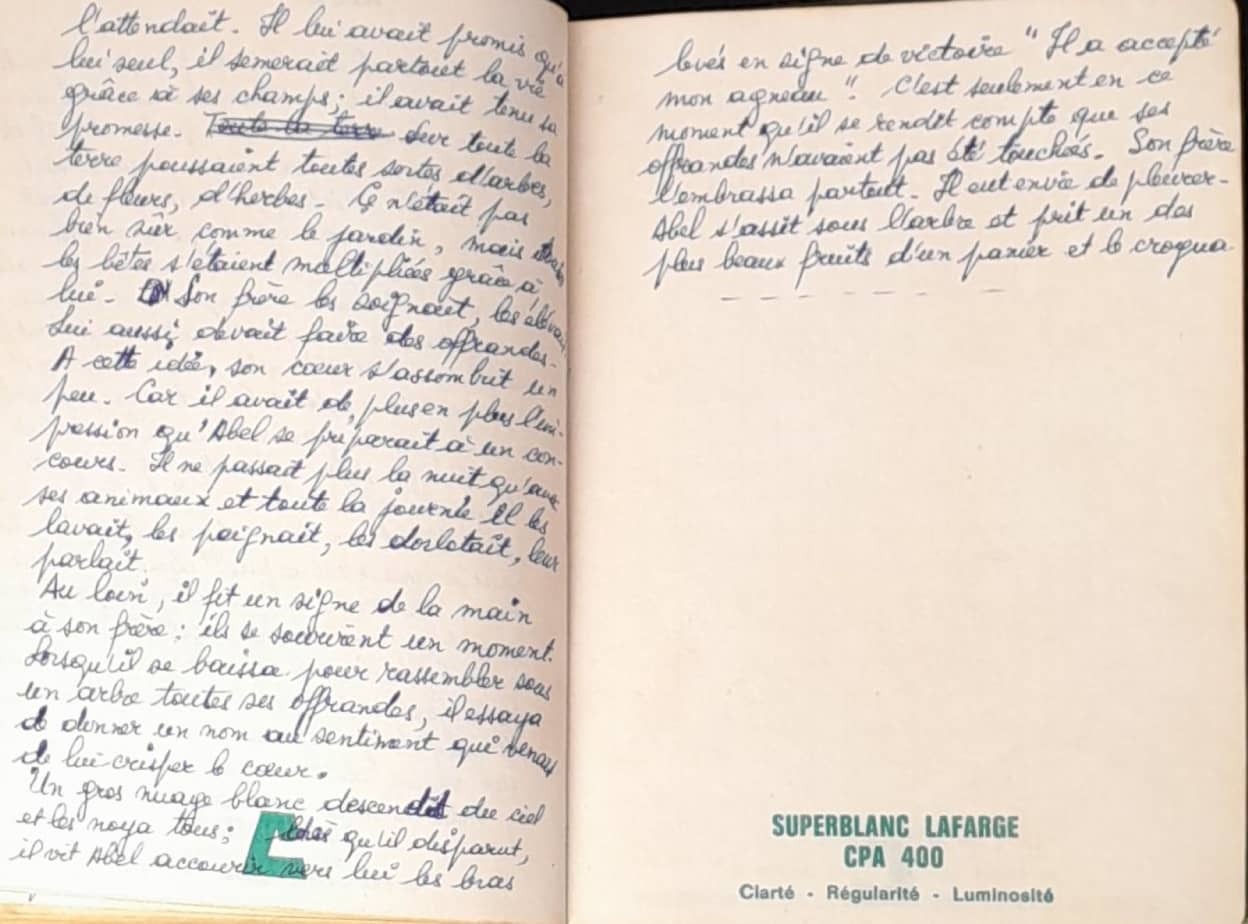 l'attendait. Il lui avait promis qu'à
lui seul, il sèmerait partout la vie
grâce à ses champs; il avait tenu sa
promesse. Toute la terre Sur toute la
terre poussaient toutes sortes d'arbres,
de fleurs, d'herbes. Ce n'était pas
bien sûr comme le jardin, mais
les bêtes s'étaient multipliées grâce à
lui. Son frère les soignait, les élevait
Lui aussi devait faire des offrandes.
A cette idée, son cœur s'assombrit un
peu. Car il avait de plus en plus l'im-
pression qu'Abel se préparait à un con-
cours. Il ne passait plus la nuit qu'avec
ses animaux et toute la journée il les
lavait, les peignait, les dorlotait, leur
parlait.
Au loin, il fit un signe de la main
à son frère : ils se sourirent un moment.
Lorsqu'il se baissa pour rassembler sous
un arbre toutes ses offrandes, il essaya
de donner un nom au sentiment qui venait
de lui crisper le cœur.
Un gros nuage blanc descendit du ciel
et les noya tous; qu'il disparut,
il vit Abel accourir vers lui les bras
levés en signe de victoire "Il a accepté
mon agneau". C'est seulement en ce
moment qu'il se rendit compte que ses
offrandes n'avaient pas été touchées. Son frère
l'embrassa partout. Il eut envie de pleurer.
Abel s'assit sous l'arbre et prit un des
plus beaux fruits d'un panier et le croqua
SUPERBLANC LAFARGE
CPA 400
Clarté - Régularité - Luminosité